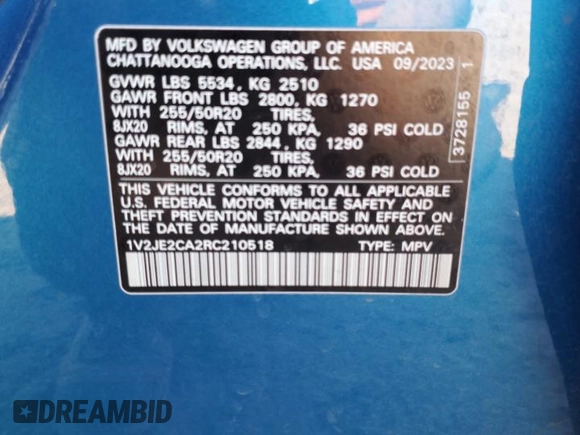 MFD BY VOLKSWAGEN GROUP OF AMERICA
CHATTANOOGA OPERATIONS, LLC. USA 09/2023
GVWR LBS 5534, KG 2510
GAWR FRONT LBS 2800, KG 1270
WITH 255/50R20 TIRES,
8JX20 RIMS, AT 250 KPA, 36 PSI COLD
GAWR REAR LBS 2844, KG 1290
WITH 255/50R20 TIRES,
8JX20 RIMS, AT 250 KPA, 36 PSI COLD
THIS VEHICLE CONFORMS TO ALL APPLICABLE
U.S. FEDERAL MOTOR VEHICLE SAFETY AND
THEFT PREVENTION STANDARDS IN EFFECT ON
THE DATE OF MANUFACTURE SHOWN ABOVE.
1V2JE2CA2RC210518 TYPE: MPV
3728155 1
DREAMBID